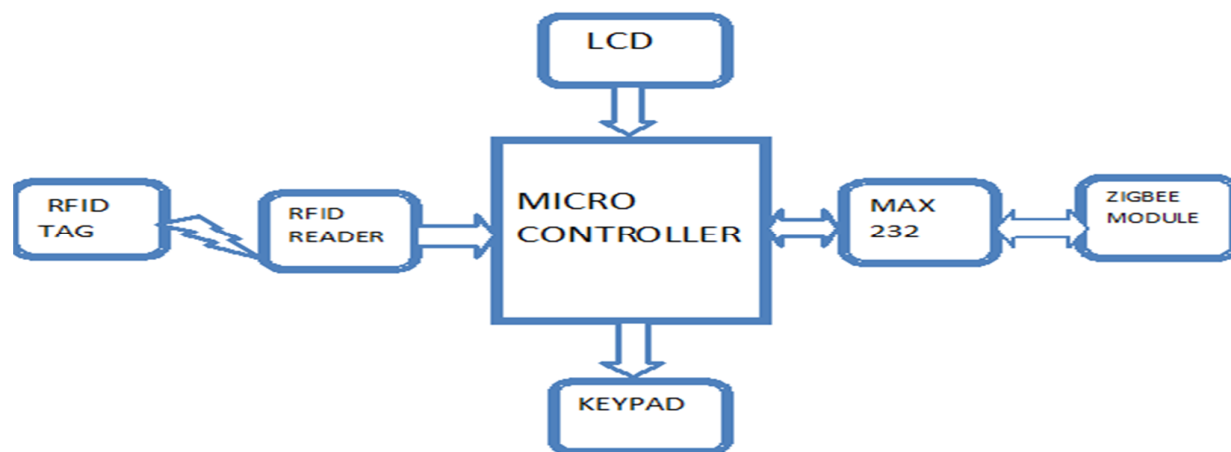 LCD
RFID
TAG
RFID
READER
MICRO
CONTROLLER
MAX
232
ZIGBEE
MODULE
KEYPAD